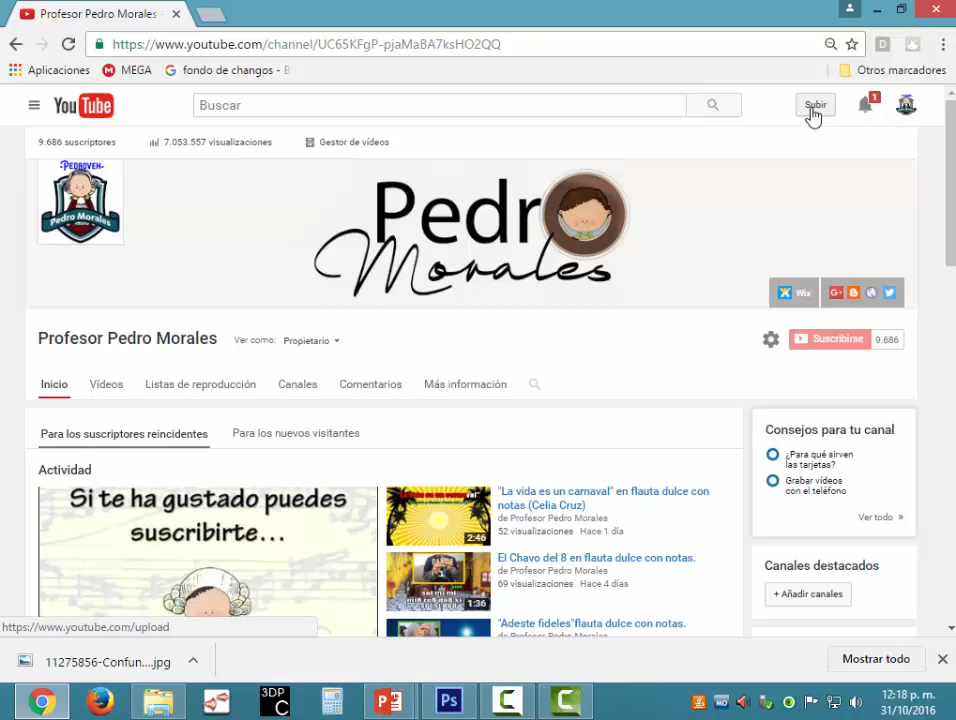 Profesor Pedro Morales -
https://www.youtube.com/channel/UC65KFgP-pjaMaBA7ksHO2QQ
Aplicaciones
MEGA
fondo de changos - B
Otros marcadores
YouTube
Buscar
Subir
1
9.686 suscriptores
7.053.557 visualizaciones
Gestor de vídeos
PEDROVEN
Pedro Morales
Pedro
Morales
Wix
Profesor Pedro Morales
Ver como: Propietario
Suscribirse 9.686
Inicio
Vídeos
Listas de reproducción
Canales
Comentarios
Más información
Para los suscriptores reincidentes
Para los nuevos visitantes
Actividad
Si te ha gustado puedes
suscribirte...
2:46
"La vida es un carnaval" en flauta dulce con
notas (Celia Cruz)
de Profesor Pedro Morales
52 visualizaciones Hace 1 día
1:36
El Chavo del 8 en flauta dulce con notas.
de Profesor Pedro Morales
69 visualizaciones Hace 4 días
"Adeste fideles"flauta dulce con notas.
de Profesor Pedro Morales
Consejos para tu canal
¿Para qué sirven
las tarjetas?
Grabar vídeos
con el teléfono
Ver todo »
Canales destacados
+ Añadir canales
https://www.youtube.com/upload
11275856-Confun....jpg
Mostrar todo
3DP
C
Ps
12:18 p. m.
31/10/2016